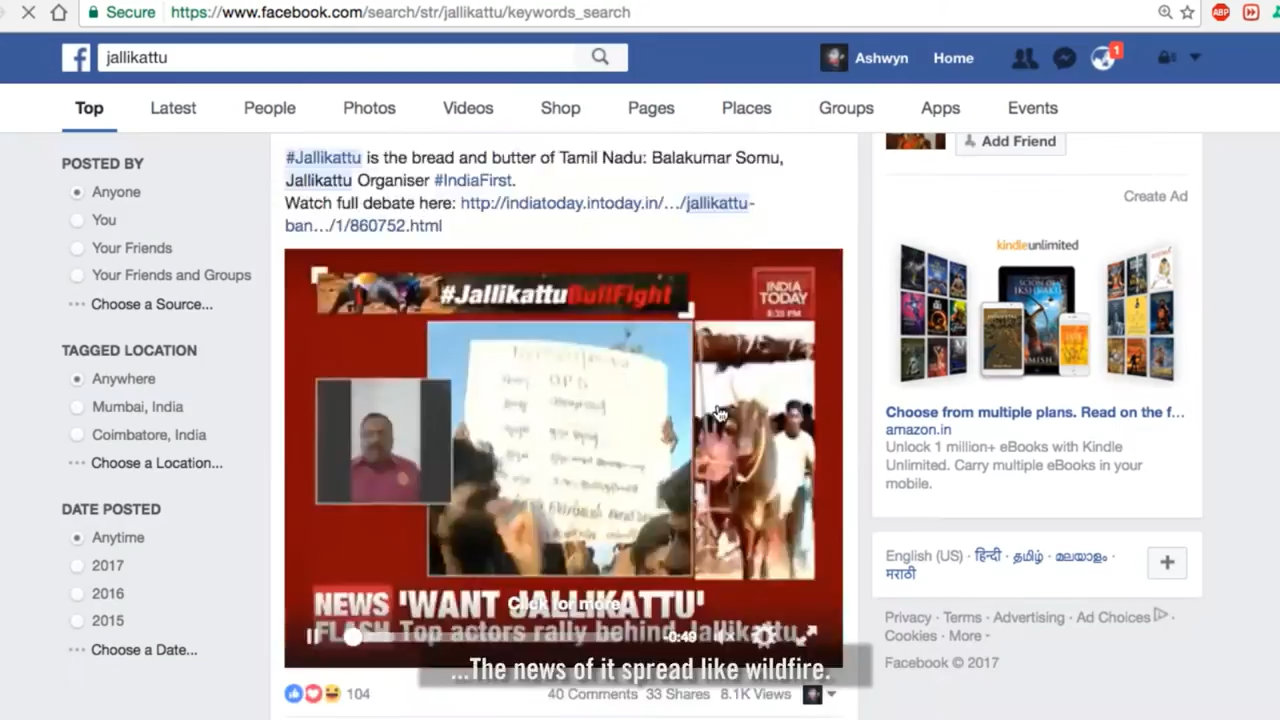 Secure https://www.facebook.com/search/str/jallikattu/keywords_search
ABP
jallikattu
Ashwyn Home 1
Top Latest People Photos Videos Shop Pages Places Groups Apps Events
POSTED BY
Anyone
You
Your Friends
Your Friends and Groups
Choose a Source...
TAGGED LOCATION
Anywhere
Mumbai, India
Coimbatore, India
Choose a Location...
DATE POSTED
Anytime
2017
2016
2015
Choose a Date...
#Jallikattu is the bread and butter of Tamil Nadu: Balakumar Somu,
Jallikattu Organiser #IndiaFirst.
Watch full debate here: http://indiatoday.intoday.in/.../jallikattu-
ban.../1/860752.html
#JallikattuBullFight
INDIA
TODAY
8:35 PM
NEWS 'WANT JALLIKATTU'
Click for more
FLASH Top actors rally behind Jallikattu
-0:49
...The news of it spread like wildfire.
104
40 Comments 33 Shares 8.1K Views
Add Friend
Create Ad
kindleunlimited
Choose from multiple plans. Read on the f...
amazon.in
Unlock 1 million+ eBooks with Kindle
Unlimited. Carry multiple eBooks in your
mobile.
English (US) · हिन्दी · தமிழ் · മലയാളം ·
मराठी
Privacy · Terms · Advertising · Ad Choices
Cookies · More
Facebook © 2017